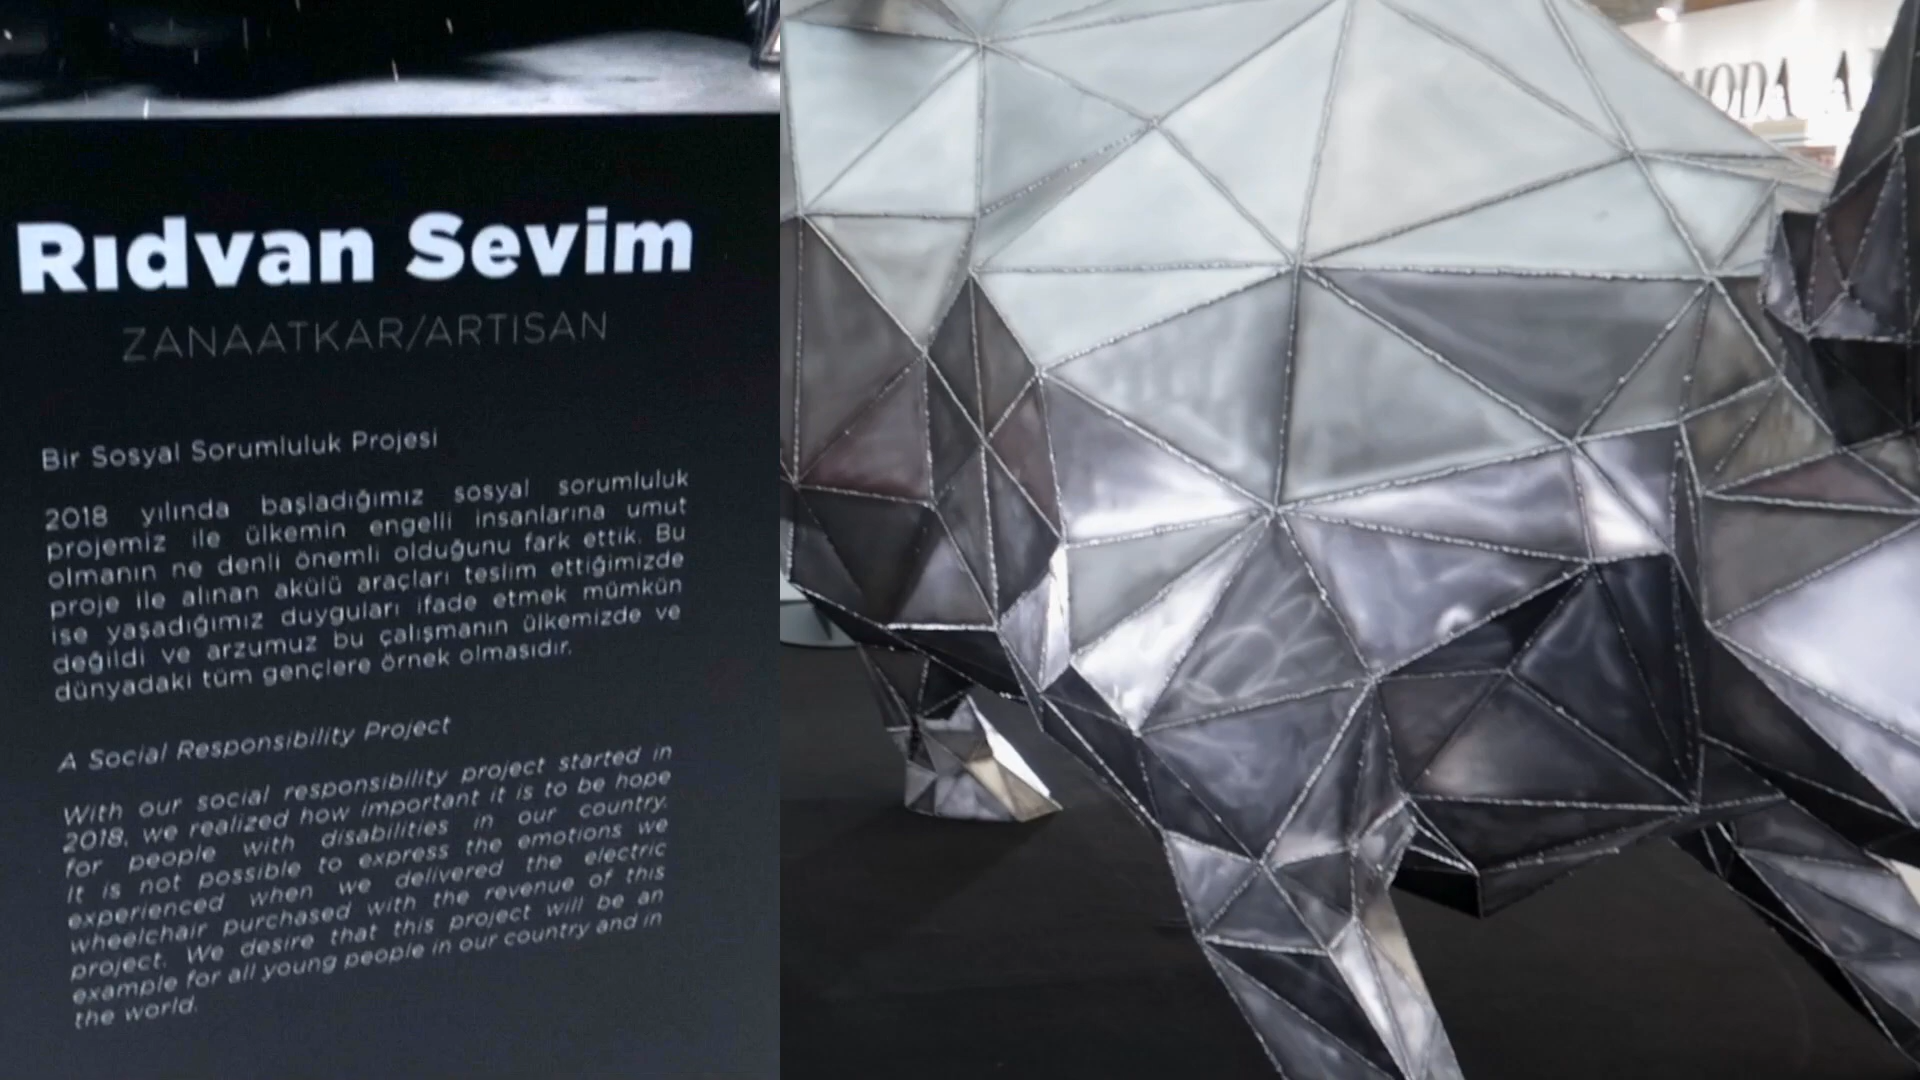 Rıdvan Sevim
ZANAATKAR/ARTISAN
Bir Sosyal Sorumluluk Projesi
2018 yılında başladığımız sosyal sorumluluk
projemiz ile ülkemin engelli insanlarına umut
olmanın ne denli önemli olduğunu fark ettik. Bu
proje ile alınan akülü araçları teslim ettiğimizde
ise yaşadığımız duyguları ifade etmek mümkün
değildi ve arzumuz bu çalışmanın ülkemizde ve
dünyadaki tüm gençlere örnek olmasıdır.
A Social Responsibility Project
With our social responsibility project started in
2018, we realized how important it is to be hope
for people with disabilities in our country.
It is not possible to express the emotions we
experienced when we delivered the electric
wheelchair purchased with the revenue of this
project. We desire that this project will be an
example for all young people in our country and in
the world.
MODA A